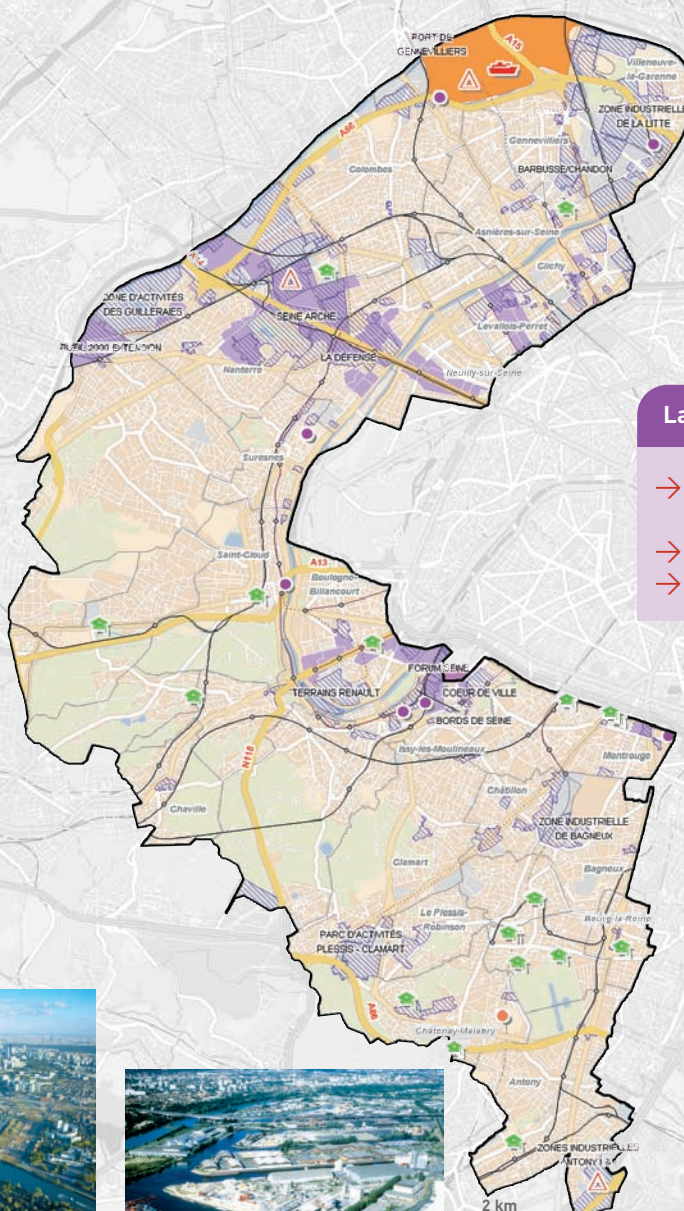 PORT DE
GENNEVILLIERS
A15
Villeneuve-
la-Garenne
ZONE INDUSTRIELLE
DE LA LITTE
A86
Gennevilliers
Colombes
BARBUSSE/CHANDON
Asnières-sur-Seine
Clichy
ZONE D'ACTIVITÉS
DES GUILLERAIES
SEINE ARCHE
Levallois-Perret
RUEIL 2000 EXTENSION
LA DÉFENSE
Nanterre
Neuilly-sur-Seine
La
Suresnes
Saint-Cloud
A13
Boulogne-
Billancourt
FORUM SEINE
TERRAINS RENAULT
COEUR DE VILLE
BORDS DE SEINE
Issy-les-Moulineaux
Montrouge
N118
Châtillon
Chaville
ZONE INDUSTRIELLE
DE BAGNEUX
Clamart
Bagneux
Le Plessis-
Robinson
Bourg-la-Reine
PARC D'ACTIVITÉS
PLESSIS - CLAMART
A86
Châtenay-Malabry
Antony
ZONES INDUSTRIELLES
2 km